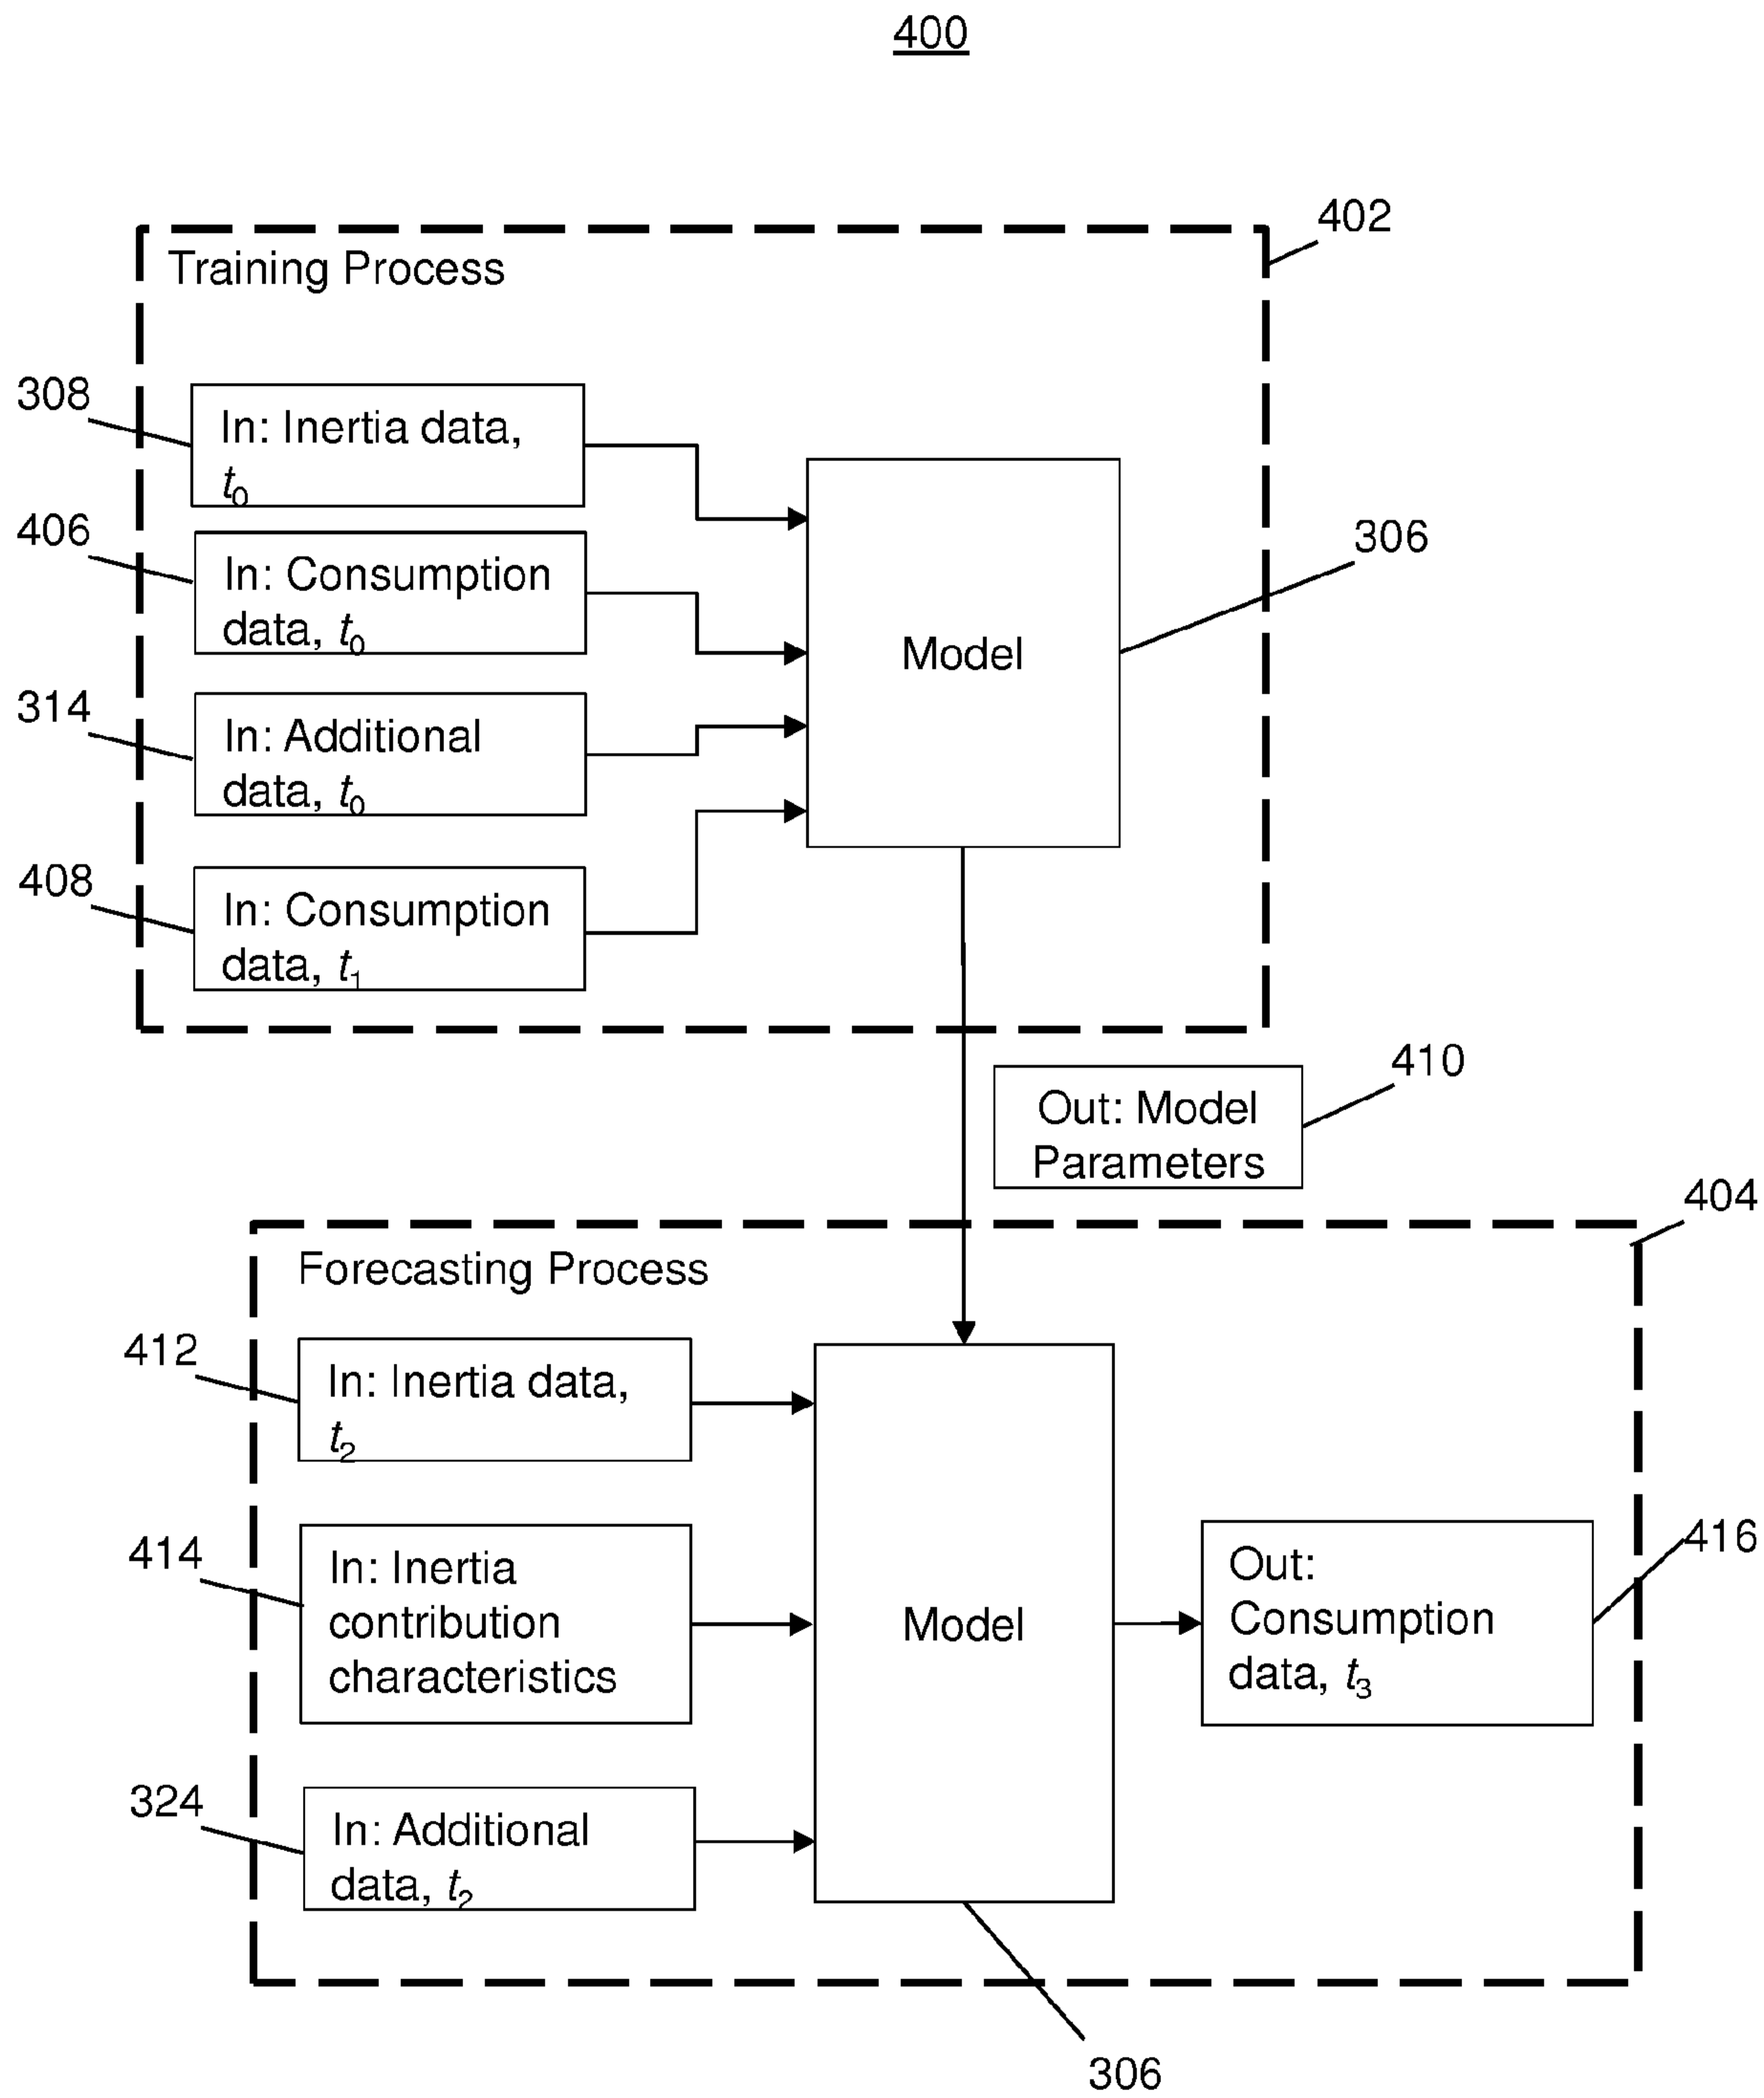 400
402
Training Process
308
In: Inertia data,
t0
406
In: Consumption
data, t0
306
Model
314
In: Additional
data, t0
408
In: Consumption
data, t1
410
Out: Model
Parameters
404
Forecasting Process
412
In: Inertia data,
t2
414
In: Inertia
contribution
characteristics
Model
416
Out:
Consumption
data, t3
324
In: Additional
data, t2
306